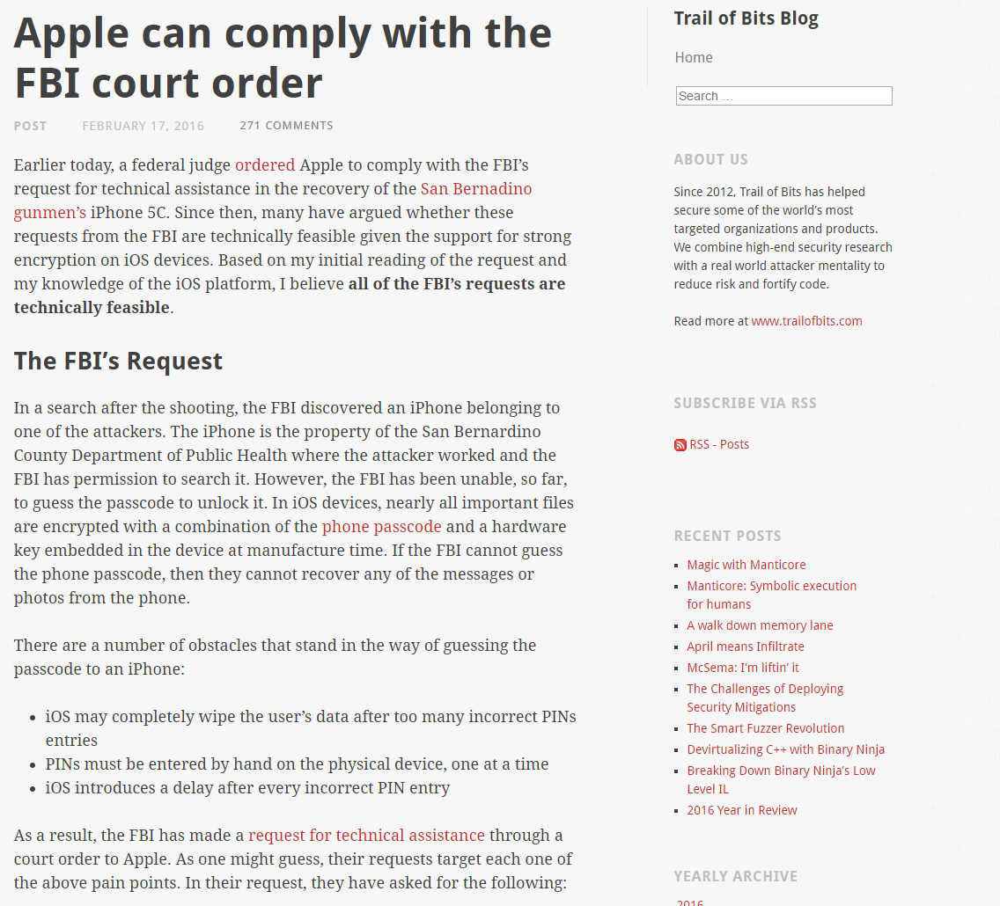 Apple can comply with the
FBI court order
POST FEBRUARY 17, 2016 271 COMMENTS
Earlier today, a federal judge ordered Apple to comply with the FBI’s
request for technical assistance in the recovery of the San Bernadino
gunmen’s iPhone 5C. Since then, many have argued whether these
requests from the FBI are technically feasible given the support for strong
encryption on iOS devices. Based on my initial reading of the request and
my knowledge of the iOS platform, I believe all of the FBI’s requests are
technically feasible.
The FBI’s Request
In a search after the shooting, the FBI discovered an iPhone belonging to
one of the attackers. The iPhone is the property of the San Bernardino
County Department of Public Health where the attacker worked and the
FBI has permission to search it. However, the FBI has been unable, so far,
to guess the passcode to unlock it. In iOS devices, nearly all important files
are encrypted with a combination of the phone passcode and a hardware
key embedded in the device at manufacture time. If the FBI cannot guess
the phone passcode, then they cannot recover any of the messages or
photos from the phone.
There are a number of obstacles that stand in the way of guessing the
passcode to an iPhone:
• iOS may completely wipe the user’s data after too many incorrect PINs
entries
• PINs must be entered by hand on the physical device, one at a time
• iOS introduces a delay after every incorrect PIN entry
As a result, the FBI has made a request for technical assistance through a
court order to Apple. As one might guess, their requests target each one of
the above pain points. In their request, they have asked for the following:
Trail of Bits Blog
Home
Search …
ABOUT US
Since 2012, Trail of Bits has helped
secure some of the world’s most
targeted organizations and products.
We combine high-end security research
with a real world attacker mentality to
reduce risk and fortify code.
Read more at www.trailofbits.com
SUBSCRIBE VIA RSS
RSS - Posts
RECENT POSTS
Magic with Manticore
Manticore: Symbolic execution
for humans
A walk down memory lane
April means Infiltrate
McSema: I’m liftin’ it
The Challenges of Deploying
Security Mitigations
The Smart Fuzzer Revolution
Devirtualizing C++ with Binary Ninja
Breaking Down Binary Ninja’s Low
Level IL
2016 Year in Review
YEARLY ARCHIVE
2016